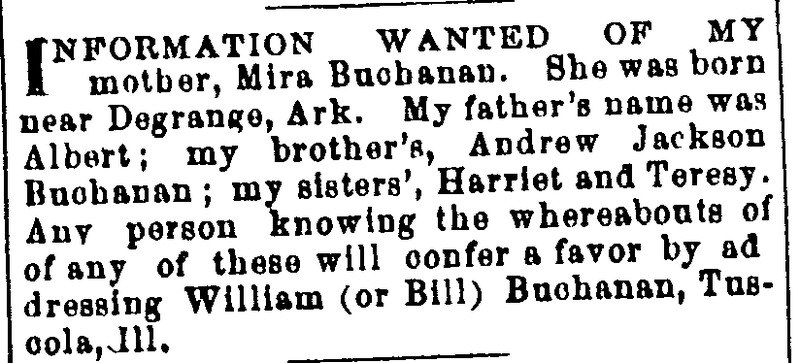 INFORMATION WANTED OF MY
mother, Mira Buchanan. She was born
near Degrange, Ark. My father's name was
Albert; my brother's, Andrew Jackson
Buchanan; my sisters', Harriet and Teresy.
Any person knowing the whereabouts of
of any of these will confer a favor by ad
dressing William (or Bill) Buchanan, Tus-
cola, Ill.